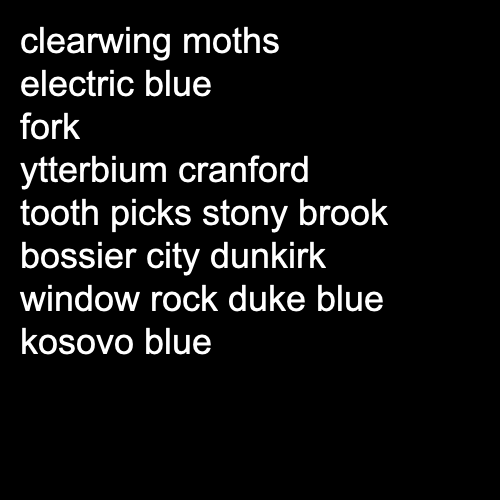 clearwing moths
electric blue
fork
ytterbium cranford
tooth picks stony brook
bossier city dunkirk
window rock duke blue
kosovo blue